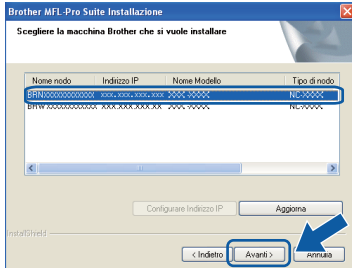 Brother MFL-Pro Suite Installazione
Scegliere la macchina Brother che si vuole installare
Nome nodo Indirizzo IP Nome Modello Tipo di nodo
BRNXXXXXXXXXXXX XXX.XXX.XXX.XXX XXX-XXXX NC-XXXX
BRWXXXXXXXXXXXX XXX.XXX.XXX.XX XXX-XXXX NC-XXXX
Configurare Indirizzo IP Aggiorna
InstallShield
< Indietro Avanti > Annulla